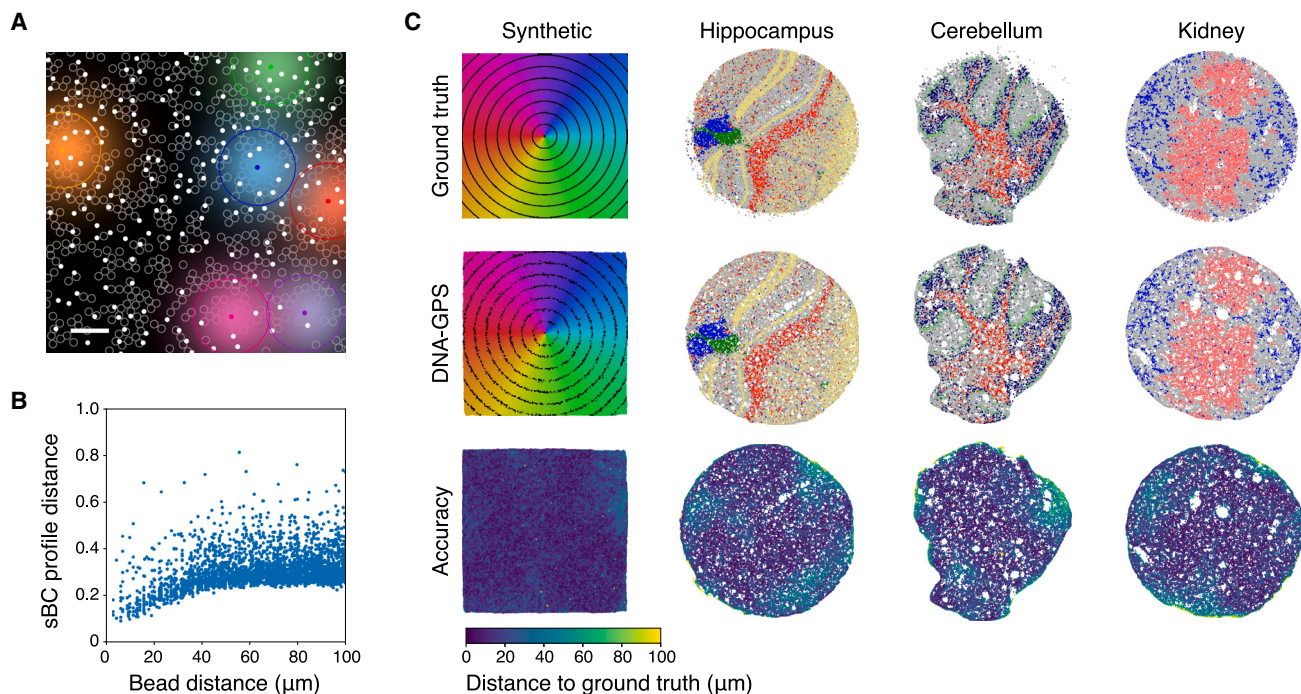 A
B
sBC profile distance
1.0
0.8
0.6
0.4
0.2
0
0 20 40 60 80 100
Bead distance (µm)
C
Synthetic Hippocampus Cerebellum Kidney
Ground truth
DNA-GPS
Accuracy
0 20 40 60 80 100
Distance to ground truth (µm)